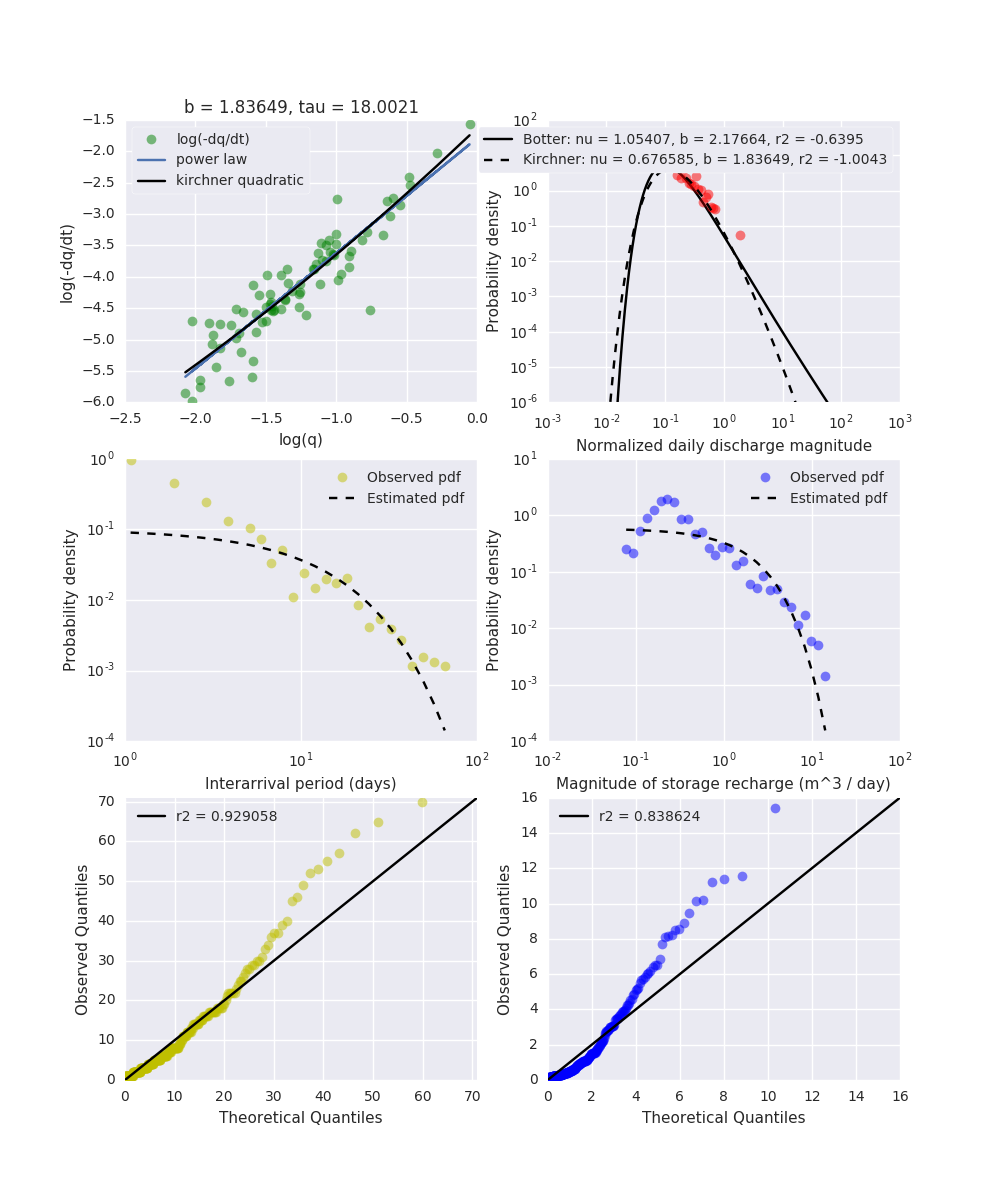 b = 1.83649, tau = 18.0021
log(-dq/dt)
power law
kirchner quadratic
−1.5
−2.0
−2.5
−3.0
−3.5
−4.0
−4.5
−5.0
−5.5
−6.0
log(-dq/dt)
−2.5 −2.0 −1.5 −1.0 −0.5 0.0
log(q)
Botter: nu = 1.05407, b = 2.17664, r2 = -0.6395
Kirchner: nu = 0.676585, b = 1.83649, r2 = -1.0043
10^2
10^0
10^-1
10^-2
10^-3
10^-4
10^-5
10^-6
Probability density
10^-3 10^-2 10^-1 10^0 10^1 10^2 10^3
Normalized daily discharge magnitude
Observed pdf
Estimated pdf
10^0
10^-1
10^-2
10^-3
10^-4
Probability density
10^0 10^1 10^2
Interarrival period (days)
Observed pdf
Estimated pdf
10^1
10^0
10^-1
10^-2
10^-3
10^-4
Probability density
10^-2 10^-1 10^0 10^1 10^2
Magnitude of storage recharge (m^3 / day)
r2 = 0.929058
70
60
50
40
30
20
10
0
Observed Quantiles
0 10 20 30 40 50 60 70
Theoretical Quantiles
r2 = 0.838624
16
14
12
10
8
6
4
2
0
Observed Quantiles
0 2 4 6 8 10 12 14 16
Theoretical Quantiles